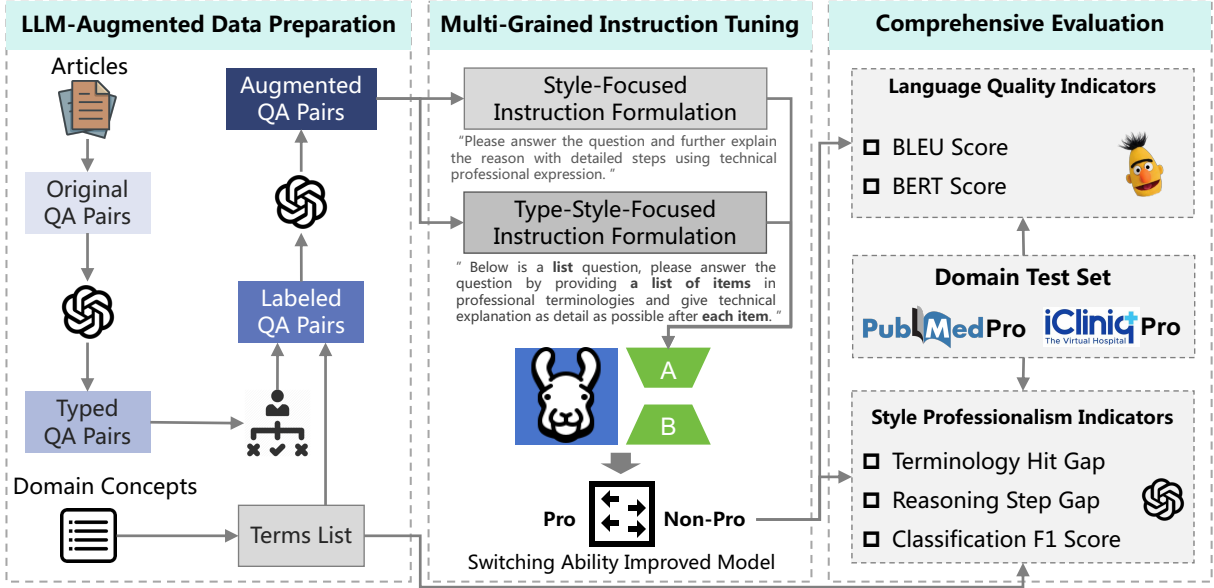 LLM-Augmented Data Preparation
Articles
Original
QA Pairs
Typed
QA Pairs
Domain Concepts
Terms List
Labeled
QA Pairs
Augmented
QA Pairs
Multi-Grained Instruction Tuning
Style-Focused
Instruction Formulation
"Please answer the question and further explain
the reason with detailed steps using technical
professional expression. "
Type-Style-Focused
Instruction Formulation
" Below is a list question, please answer the
question by providing a list of items in
professional terminologies and give technical
explanation as detail as possible after each item. "
A
B
Pro
Non-Pro
Switching Ability Improved Model
Comprehensive Evaluation
Language Quality Indicators
BLEU Score
BERT Score
Domain Test Set
PubMedPro
iCliniq Pro
The Virtual Hospital
Style Professionalism Indicators
Terminology Hit Gap
Reasoning Step Gap
Classification F1 Score